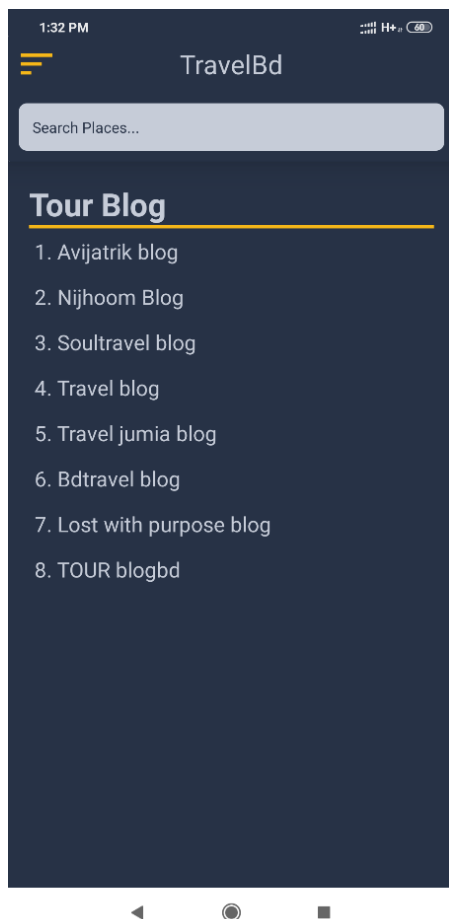 1:32 PM H+ 60
TravelBd
Search Places...
Tour Blog
1. Avijatrik blog
2. Nijhoom Blog
3. Soultravel blog
4. Travel blog
5. Travel jumia blog
6. Bdtravel blog
7. Lost with purpose blog
8. TOUR blogbd